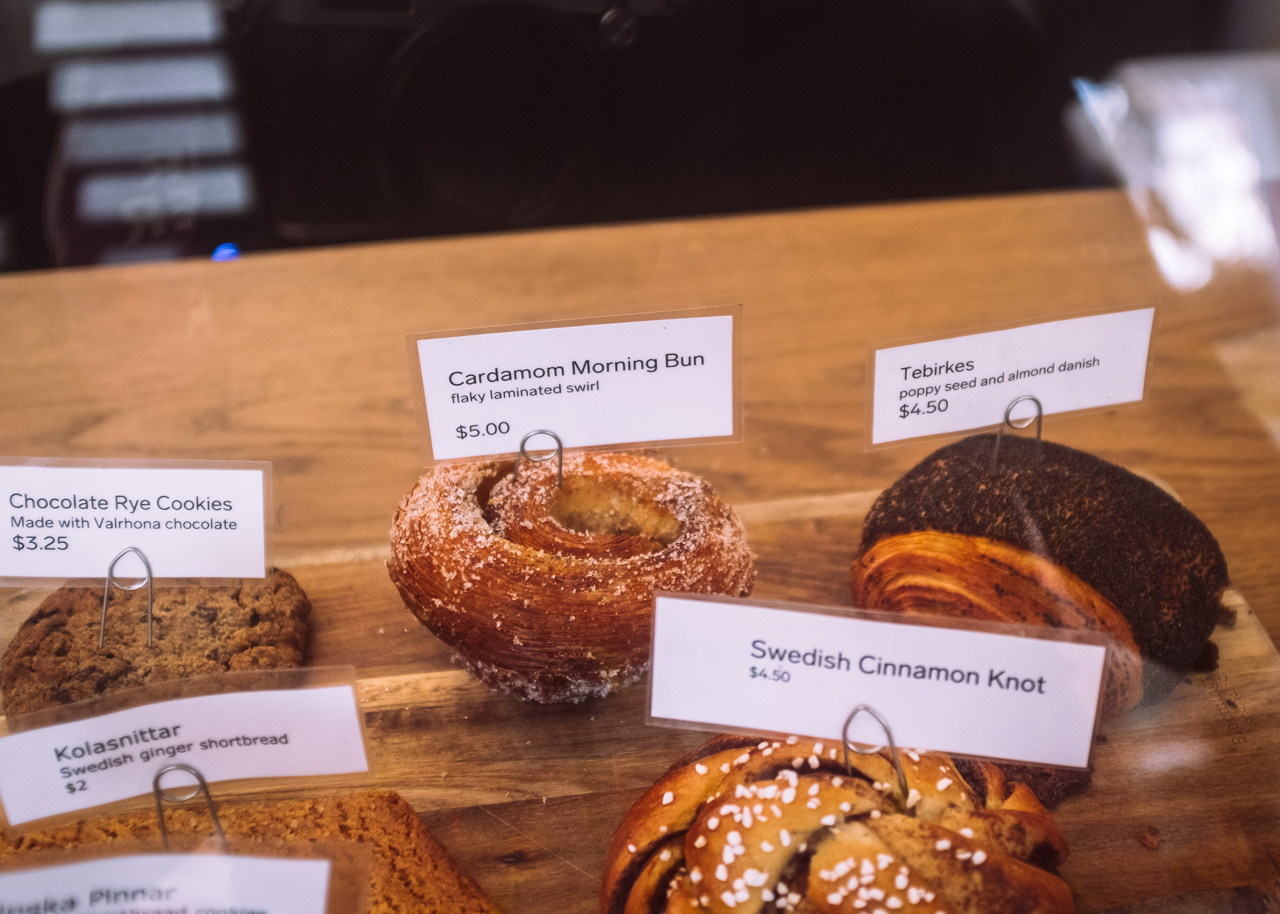 Cardamom Morning Bun
flaky laminated swirl
$5.00
Tebirkes
poppy seed and almond danish
$4.50
Chocolate Rye Cookies
Made with Valrhona chocolate
$3.25
Swedish Cinnamon Knot
$4.50
Kolasnittar
Swedish ginger shortbread
$2
Pinnar
cookies